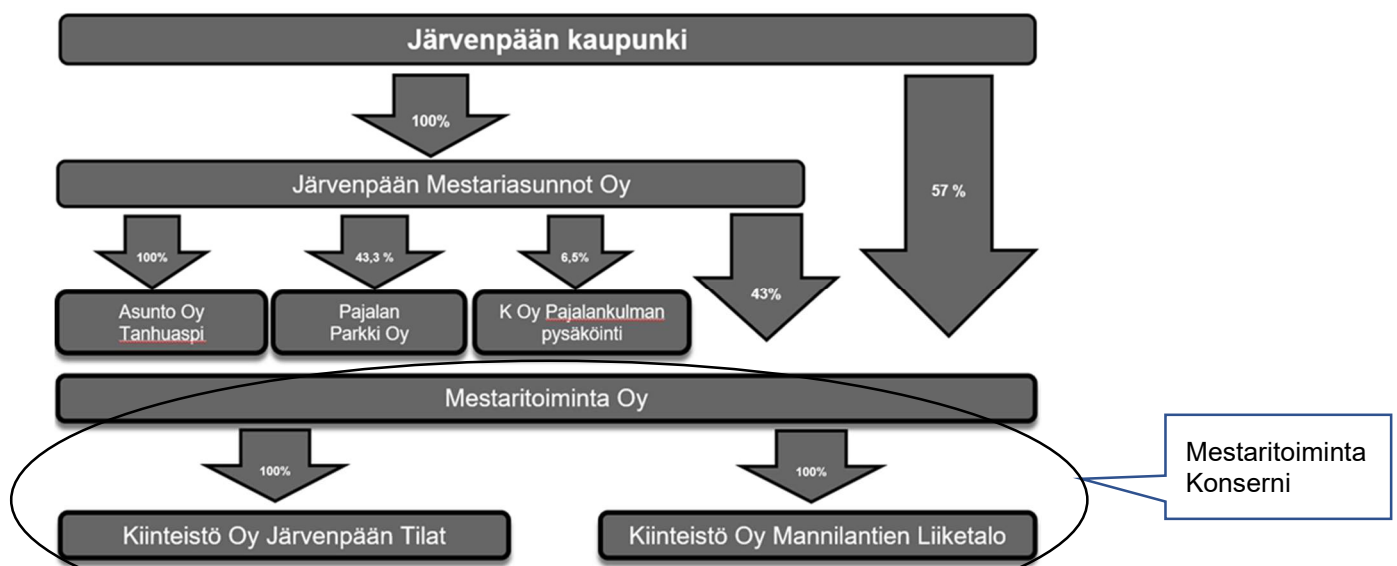 Järvenpään kaupunki
100%
57 %
Järvenpään Mestariasunnot Oy
100%
43,3 %
6,5%
43%
Asunto Oy
Tanhuaspi
Pajalan
Parkki Oy
K Oy Pajalankulman
pysäköinti
Mestaritoiminta Oy
100%
100%
Mestaritoiminta
Konserni
Kiinteistö Oy Järvenpään Tilat
Kiinteistö Oy Mannilantien Liiketalo